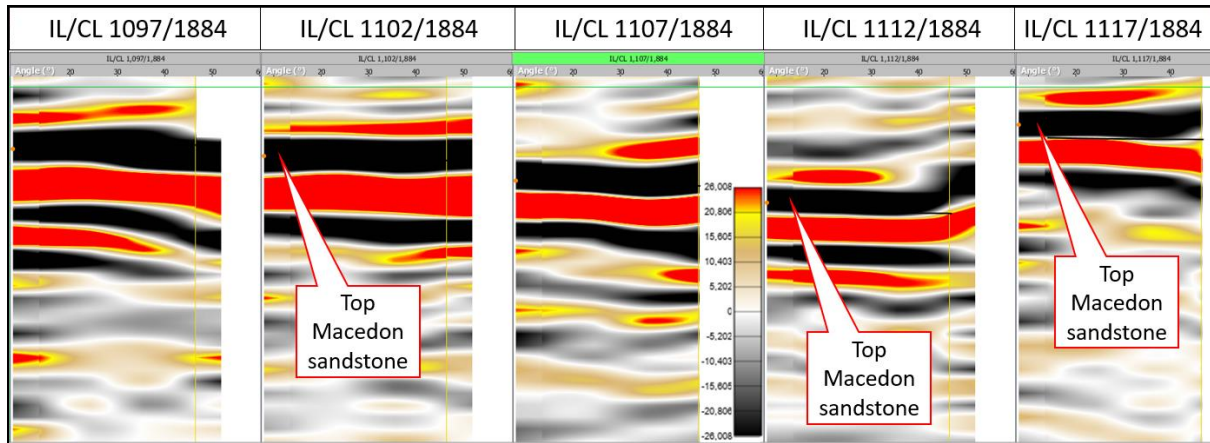 IL/CL 1097/1884
IL/CL 1102/1884
IL/CL 1107/1884
IL/CL 1112/1884
IL/CL 1117/1884
IL/CL 1,097/1,884
IL/CL 1,102/1,884
IL/CL 1,107/1,884
IL/CL 1,112/1,884
IL/CL 1,117/1,884
Angle (°) 20 30 40 50 6
Angle (°) 20 30 40 50 60
Angle (°) 20 30 40 50 60
Angle (°) 20 30 40 50 60
Angle (°) 20 30 40
26,008
20,806
15,605
10,403
5,202
0
-5,202
-10,403
-15,605
-20,806
-26,008
Top
Macedon
sandstone
Top
Macedon
sandstone
Top
Macedon
sandstone